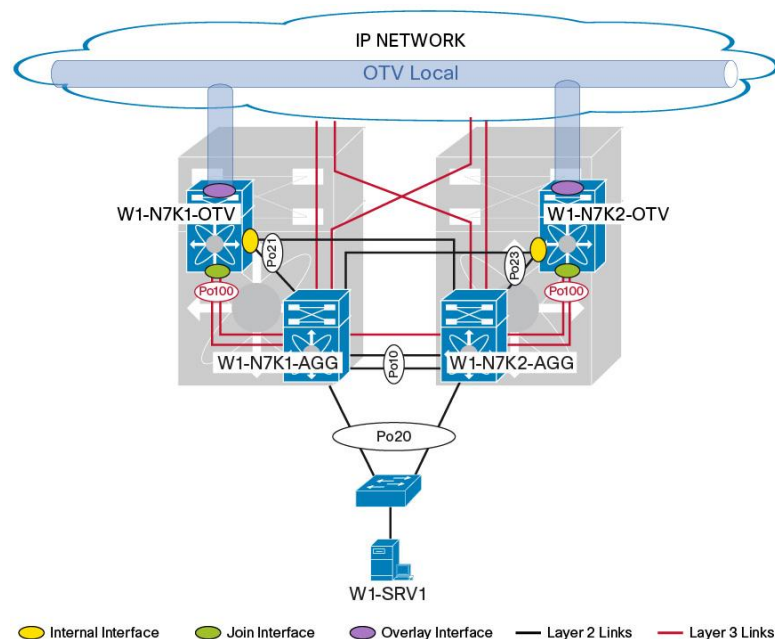 IP NETWORK
OTV Local
W1-N7K1-OTV
W1-N7K2-OTV
Po21
Po23
Po100
Po100
W1-N7K1-AGG
Po10
W1-N7K2-AGG
Po20
W1-SRV1
Internal Interface
Join Interface
Overlay Interface
Layer 2 Links
Layer 3 Links